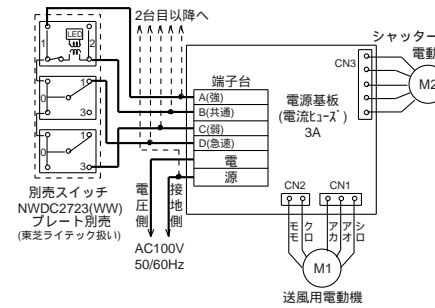 2台目以降へ
LED
1
2
0
1
3
0
1
3
別売スイッチ
NWDC2723(WW)
プレート別売
(東芝ライテック扱い)
端子台
A(強)
B(共通)
C(弱)
D(急速)
電
源
電圧側
接地側
AC100V
50/60Hz
電源基板
(電流ヒューズ)
3A
CN3
シャッター
電動
M2
CN2
CN1
モモ
クロ
アカ
アオ
シロ
M1
送風用電動機